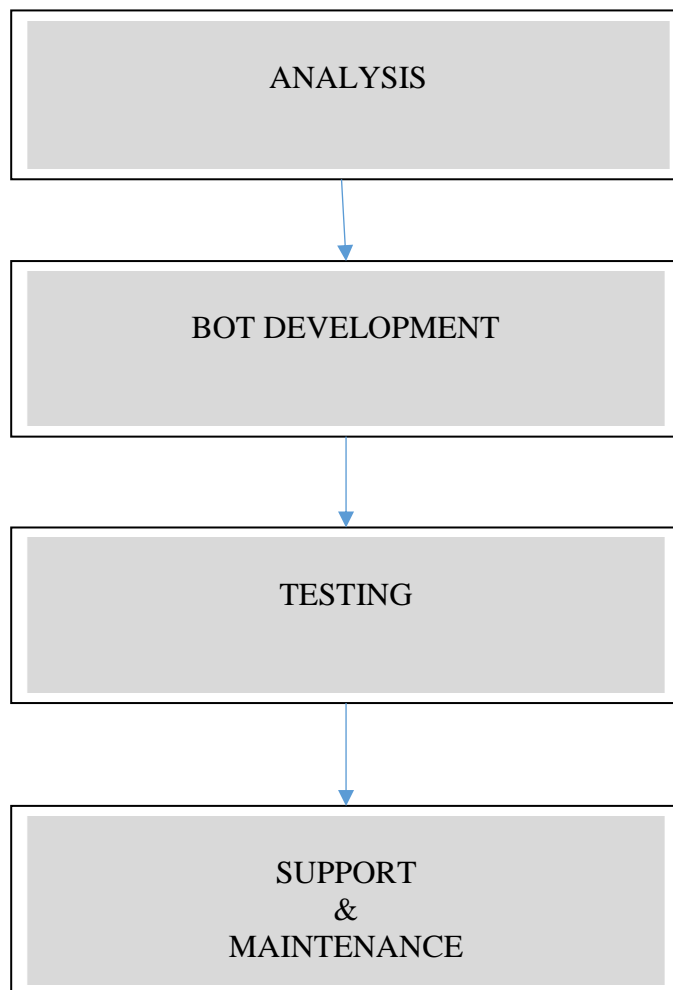 ANALYSIS
BOT DEVELOPMENT
TESTING
SUPPORT
&
MAINTENANCE